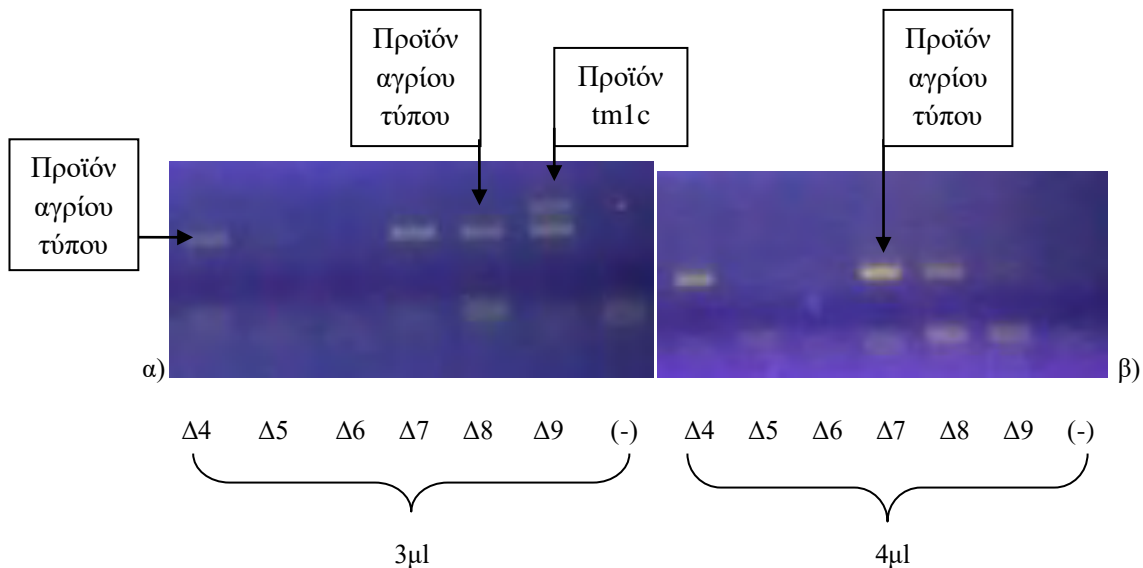 Προϊόν
αγρίου
τύπου
Προϊόν
αγρίου
τύπου
Προϊόν
tm1c
Προϊόν
αγρίου
τύπου
α)
β)
Δ4 Δ5 Δ6 Δ7 Δ8 Δ9 (-)
Δ4 Δ5 Δ6 Δ7 Δ8 Δ9 (-)
3μl
4μl